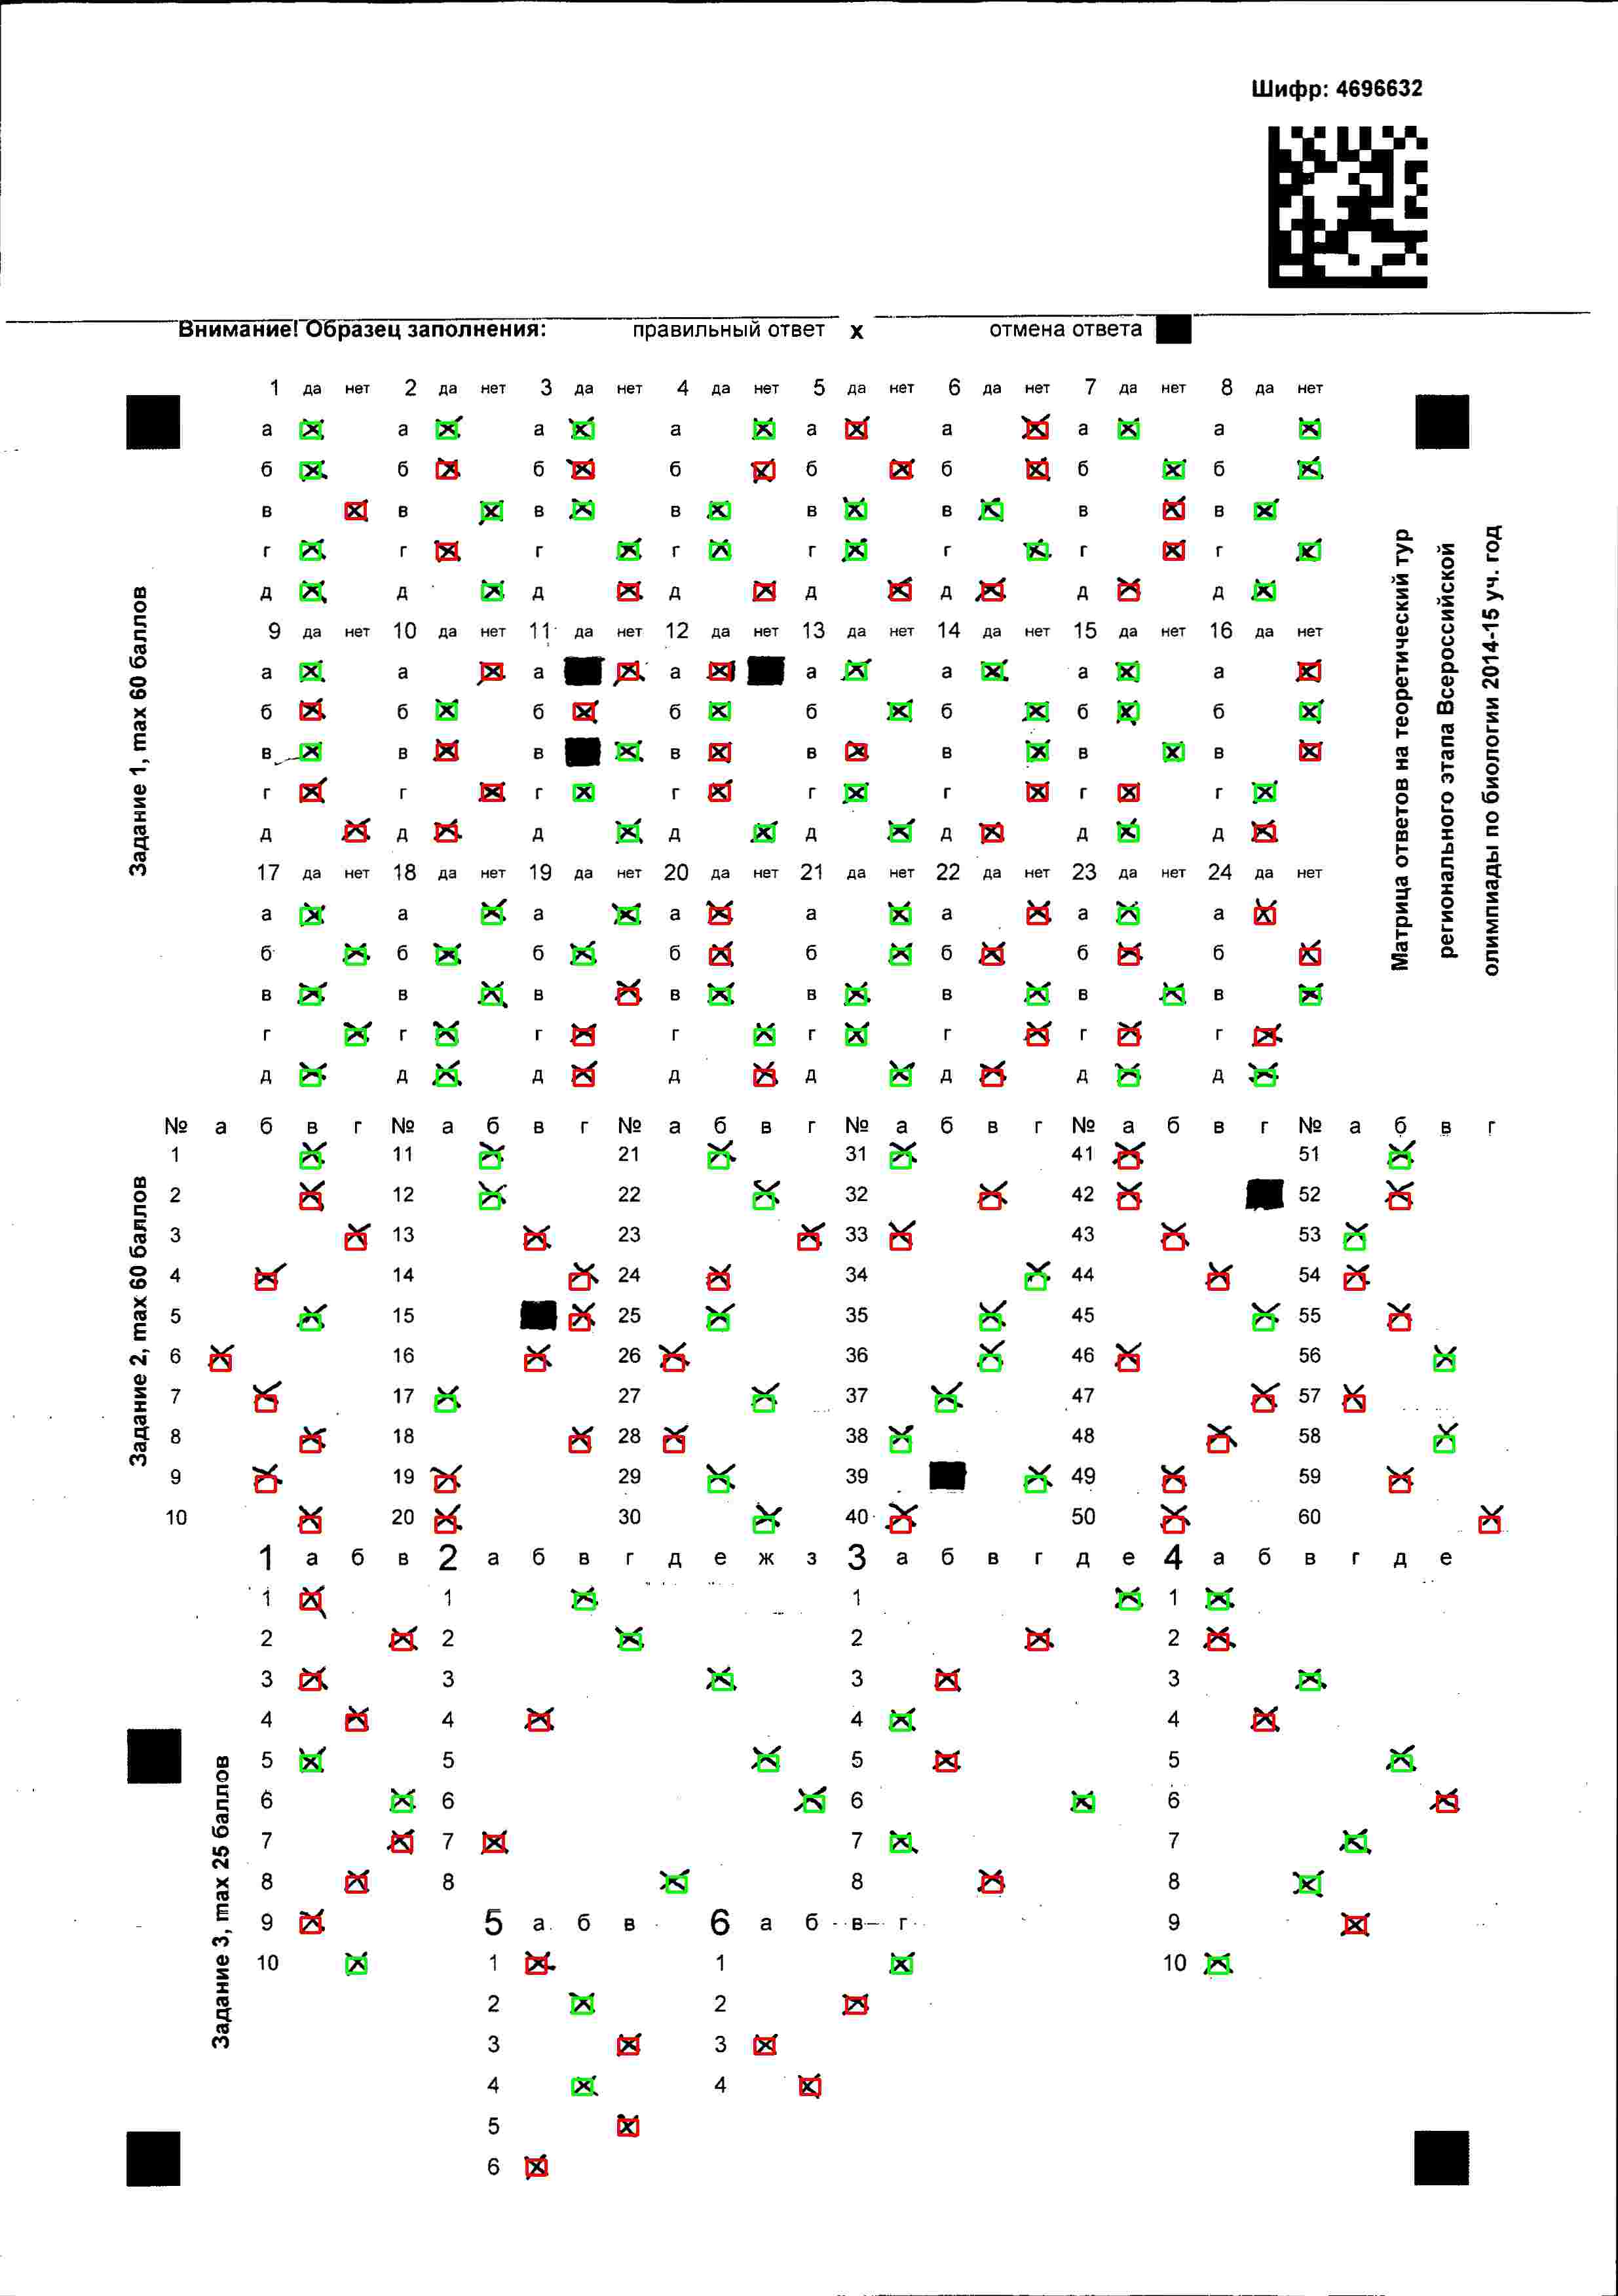 Шифр: 4696632
Внимание! Образец заполнения: правильный ответ x отмена ответа
1 да нет 2 да нет 3 да нет 4 да нет 5 да нет 6 да нет 7 да нет 8 да нет
а а а а а а а а
б б б б б б б б
в в в в в в в в
г г г г г г г г
д д д д д д д д
9 да нет 10 да нет 11 да нет 12 да нет 13 да нет 14 да нет 15 да нет 16 да нет
а а а а а а а а
б б б б б б б б
в в в в в в в в
г г г г г г г г
д д д д д д д д
17 да нет 18 да нет 19 да нет 20 да нет 21 да нет 22 да нет 23 да нет 24 да нет
а а а а а а а а
б б б б б б б б
в в в в в в в в
г г г г г г г г
д д д д д д д д
Задание 1, max 60 баллов
Матрица ответов на теоретический тур
регионального этапа Всероссийской
олимпиады по биологии 2014-15 уч. год
№ а б в г № а б в г № а б в г № а б в г № а б в г № а б в г
1 11 21 31 41 51
2 12 22 32 42 52
3 13 23 33 43 53
4 14 24 34 44 54
5 15 25 35 45 55
6 16 26 36 46 56
7 17 27 37 47 57
8 18 28 38 48 58
9 19 29 39 49 59
10 20 30 40 50 60
Задание 2, max 60 баллов
1 а б в 2 а б в г д е ж з 3 а б в г д е 4 а б в г д е
1 1 1 1
2 2 2 2
3 3 3 3
4 4 4 4
5 5 5 5
6 6 6 6
7 7 7 7
8 8 8 8
9 5 а б в 6 а б в г 9
10 1 1 10
2 2
3 3
4 4
5
6
Задание 3, max 25 баллов